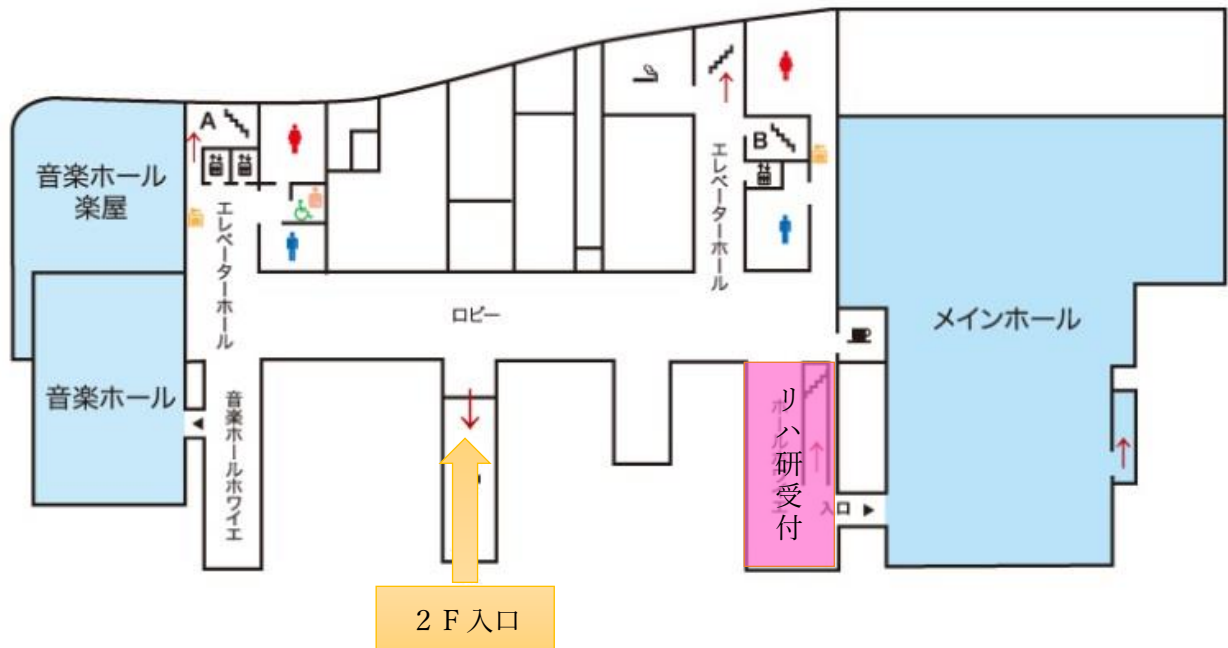 A
B
音楽ホール
楽屋
エレベーターホール
エレベーターホール
ロビー
メインホール
音楽ホール
音楽ホールホワイエ
リハ研受付
入口
２Ｆ入口